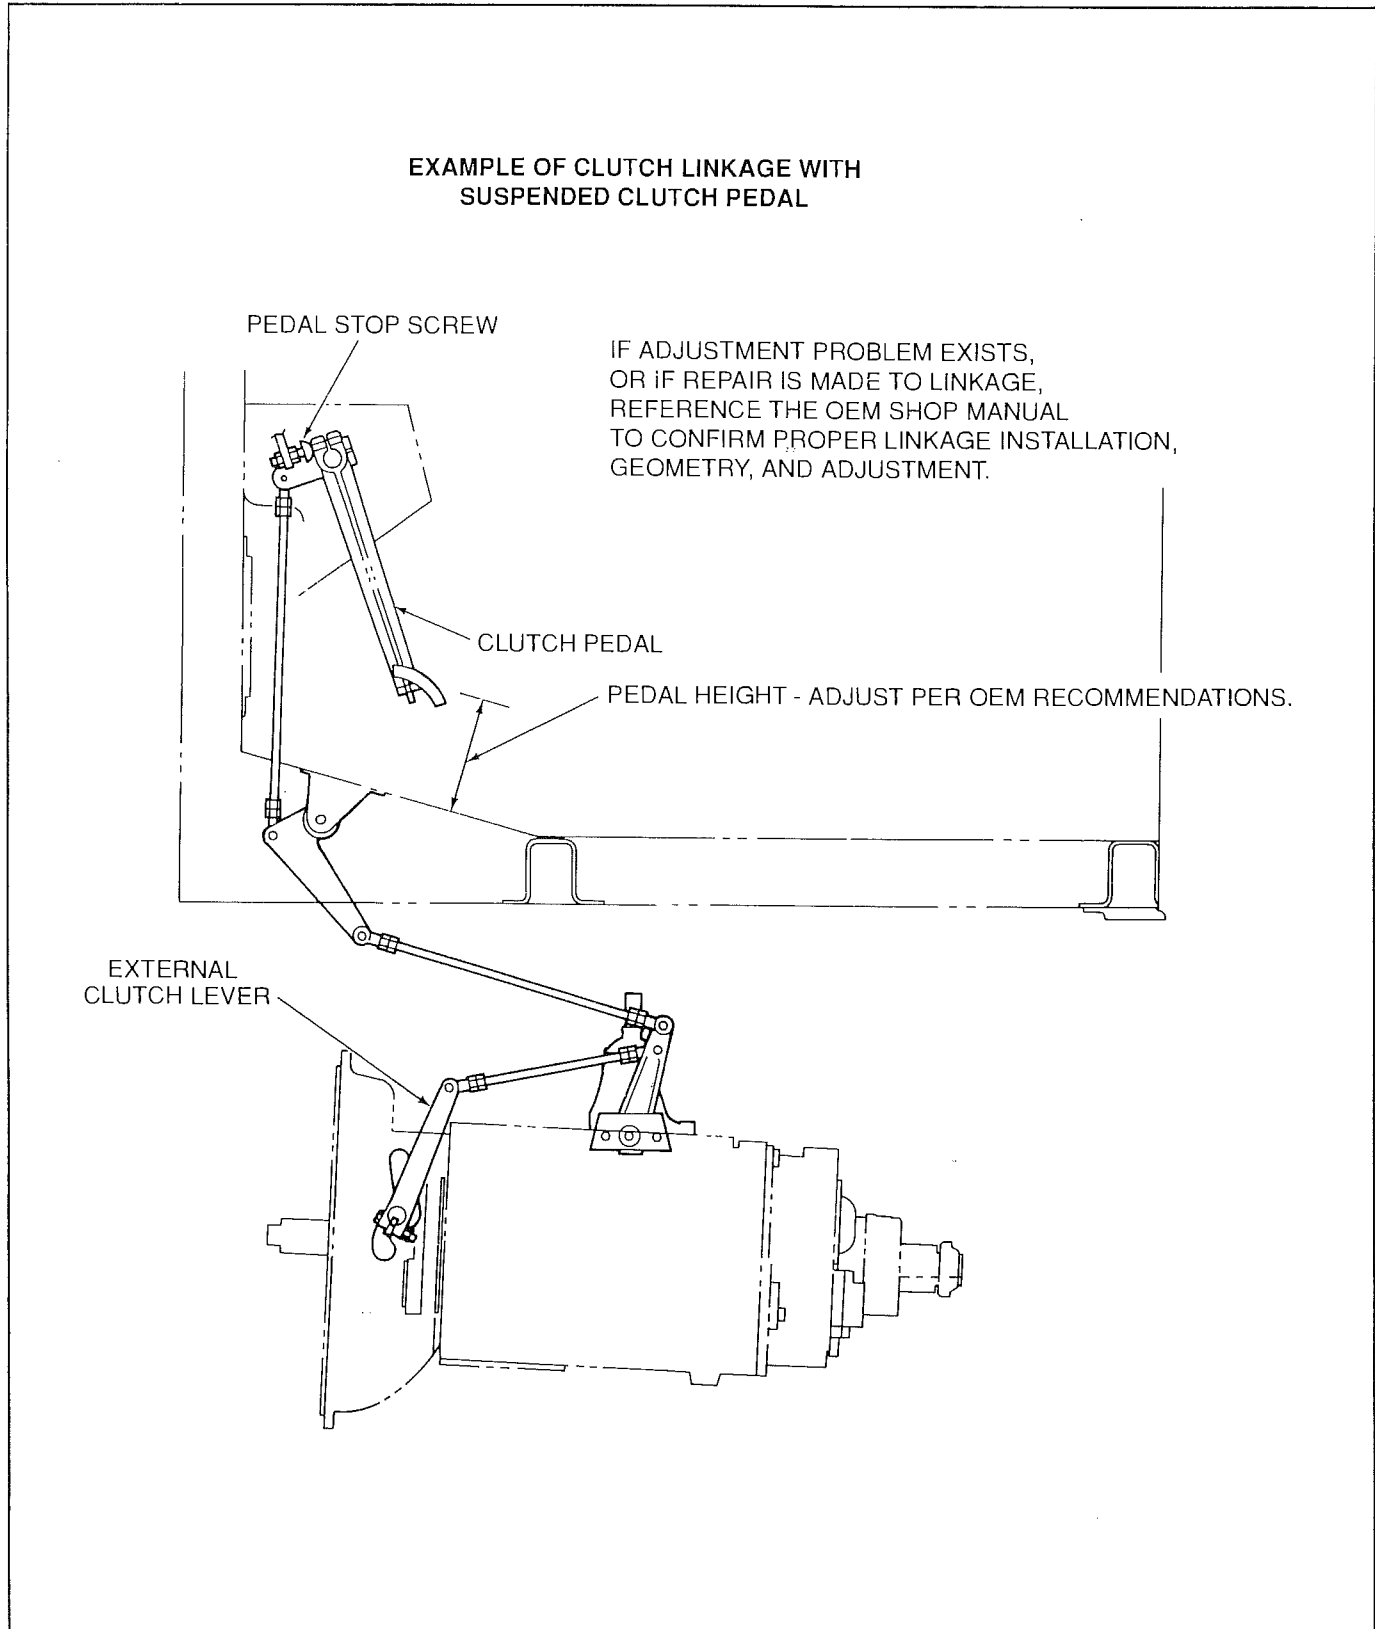 EXAMPLE OF CLUTCH LINKAGE WITH
SUSPENDED CLUTCH PEDAL
PEDAL STOP SCREW
IF ADJUSTMENT PROBLEM EXISTS,
OR IF REPAIR IS MADE TO LINKAGE,
REFERENCE THE OEM SHOP MANUAL
TO CONFIRM PROPER LINKAGE INSTALLATION,
GEOMETRY, AND ADJUSTMENT.
CLUTCH PEDAL
PEDAL HEIGHT - ADJUST PER OEM RECOMMENDATIONS.
EXTERNAL
CLUTCH LEVER